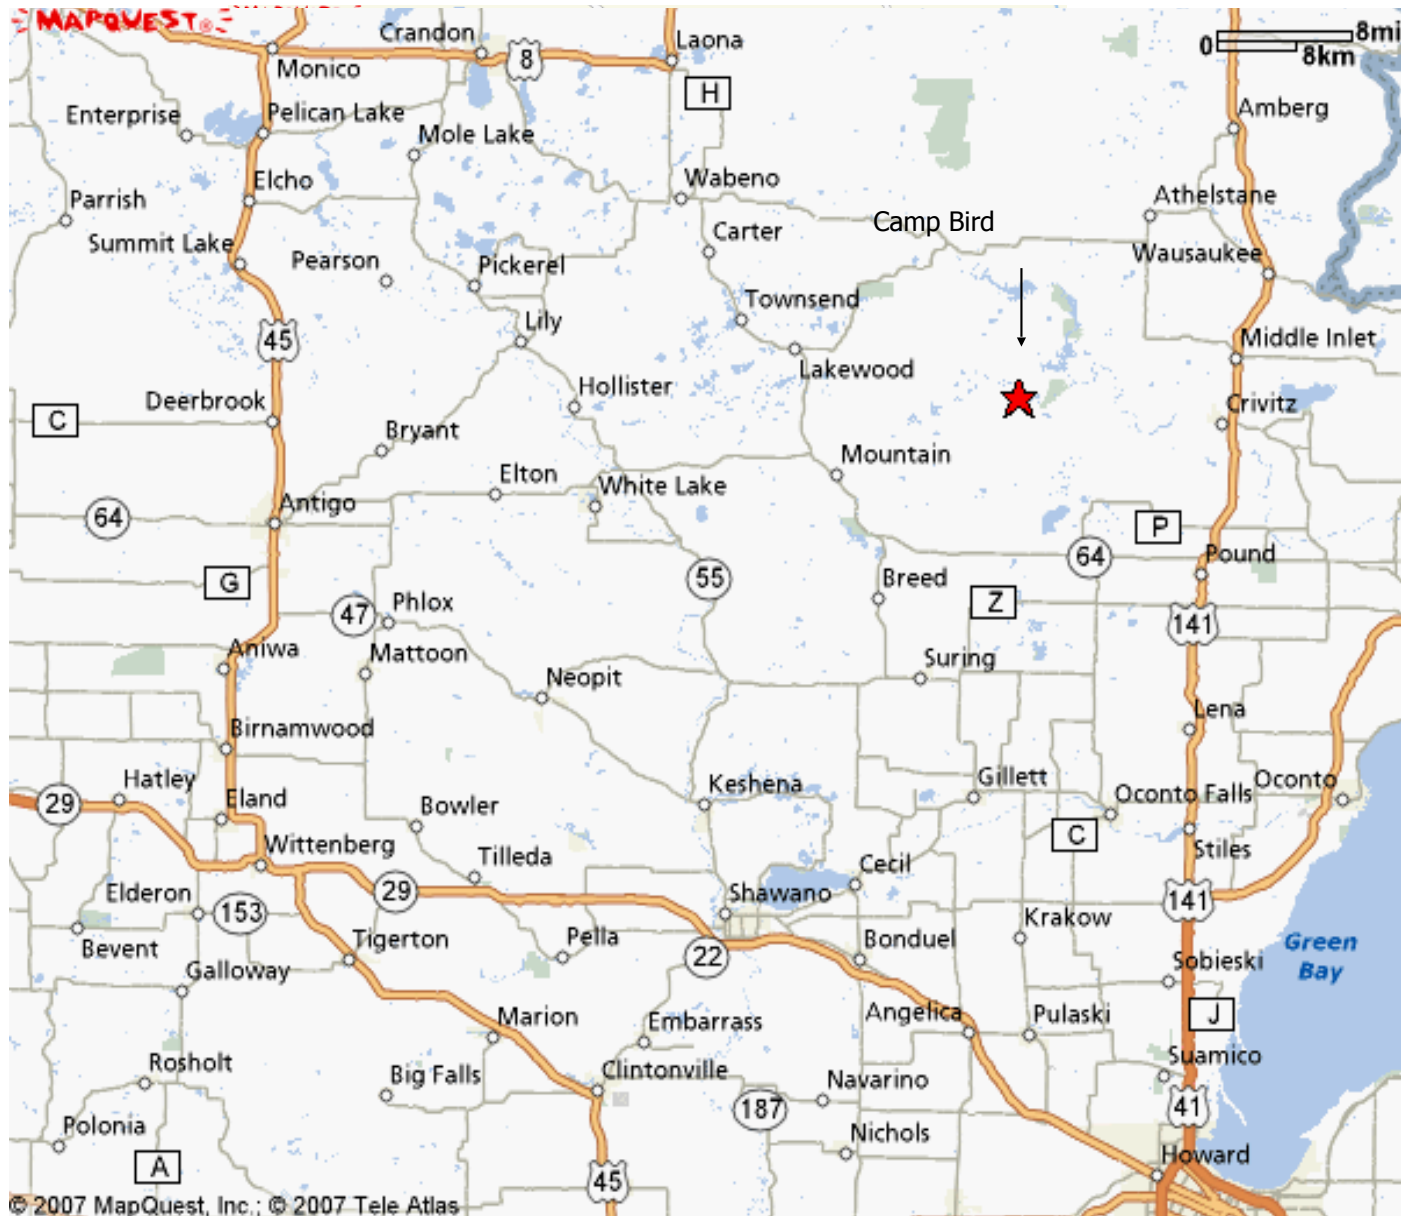 MAPQUEST®
Crandon
8
Laona
0
8mi
8km
Monico
H
Amberg
Enterprise
Pelican Lake
Mole Lake
Wabeno
Athelstane
Elcho
Parrish
Camp Bird
Carter
Summit Lake
Pearson
Pickerel
Wausaukee
Townsend
Lily
45
Middle Inlet
Lakewood
Hollister
Deerbrook
C
Bryant
Crivitz
Mountain
Elton
White Lake
Antigo
64
P
64
Pound
G
55
Breed
47
Phlox
Z
141
Aniwa
Mattoon
Suring
Neopit
Lena
Birnamwood
Hatley
29
Eland
Bowler
Keshena
Gillett
Oconto Falls
Oconto
C
Wittenberg
Tilleda
Cecil
Stiles
Elderon
153
29
Shawano
141
Krakow
Bevent
Tigerton
Pella
22
Bonduel
Green
Bay
Galloway
Sobieski
Marion
Embarrass
Angelica
Pulaski
J
Rosholt
Big Falls
Clintonville
Suamico
Navarino
187
41
Polonia
Nichols
A
45
Howard
© 2007 MapQuest, Inc.; © 2007 Tele Atlas